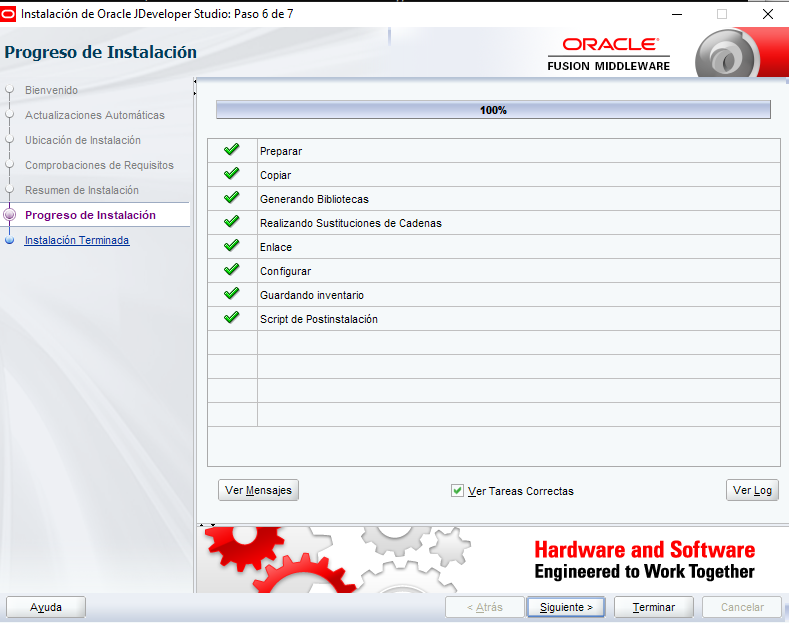 Instalación de Oracle JDeveloper Studio: Paso 6 de 7
Progreso de Instalación
ORACLE
FUSION MIDDLEWARE
Bienvenido
Actualizaciones Automáticas
Ubicación de Instalación
Comprobaciones de Requisitos
Resumen de Instalación
Progreso de Instalación
Instalación Terminada
100%
Preparar
Copiar
Generando Bibliotecas
Realizando Sustituciones de Cadenas
Enlace
Configurar
Guardando inventario
Script de Postinstalación
Ver Mensajes
Ver Tareas Correctas
Ver Log
Hardware and Software
Engineered to Work Together
Ayuda
< Atrás
Siguiente >
Terminar
Cancelar